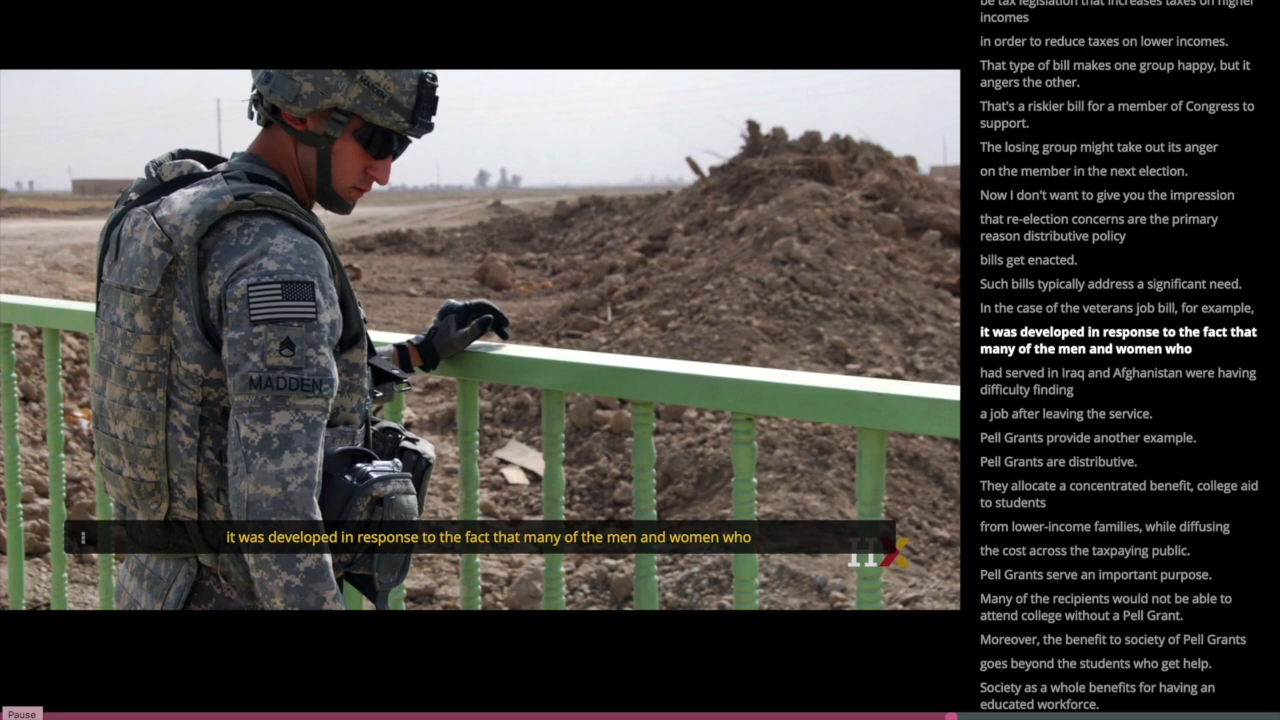 MADDEN
it was developed in response to the fact that many of the men and women who
HX
be tax legislation that increases taxes on higher
incomes
in order to reduce taxes on lower incomes.
That type of bill makes one group happy, but it
angers the other.
That's a riskier bill for a member of Congress to
support.
The losing group might take out its anger
on the member in the next election.
Now I don't want to give you the impression
that re-election concerns are the primary
reason distributive policy
bills get enacted.
Such bills typically address a significant need.
In the case of the veterans job bill, for example,
it was developed in response to the fact that
many of the men and women who
had served in Iraq and Afghanistan were having
difficulty finding
a job after leaving the service.
Pell Grants provide another example.
Pell Grants are distributive.
They allocate a concentrated benefit, college aid
to students
from lower-income families, while diffusing
the cost across the taxpaying public.
Pell Grants serve an important purpose.
Many of the recipients would not be able to
attend college without a Pell Grant.
Moreover, the benefit to society of Pell Grants
goes beyond the students who get help.
Society as a whole benefits for having an
educated workforce.
Pause